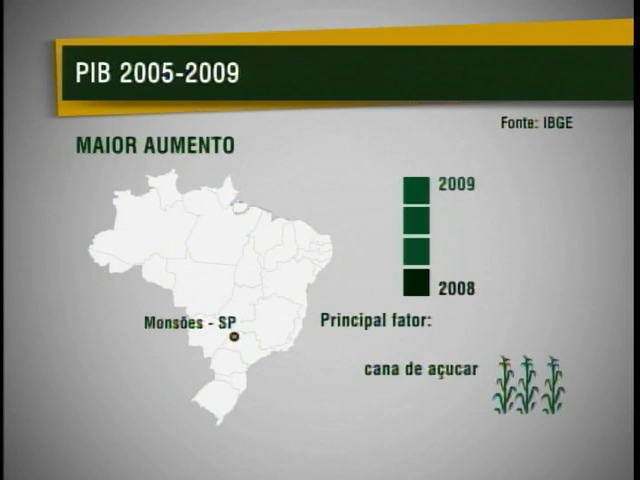 PIB 2005-2009
Fonte: IBGE
MAIOR AUMENTO
2009
2008
Monsões - SP
Principal fator:
cana de açucar